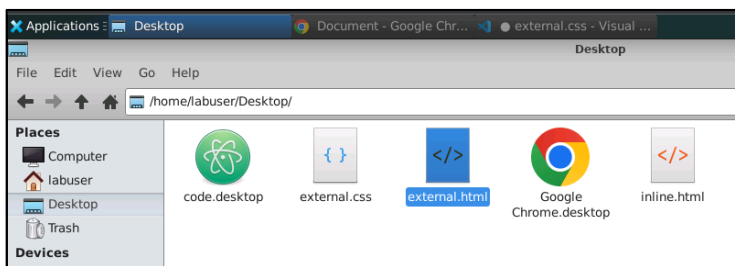 Applications Desktop Document - Google Chr... external.css - Visual ...
Desktop
File Edit View Go Help
/home/labuser/Desktop/
Places
Computer
labuser
Desktop
Trash
Devices
{ } </> </>
code.desktop external.css external.html Google Chrome.desktop inline.html